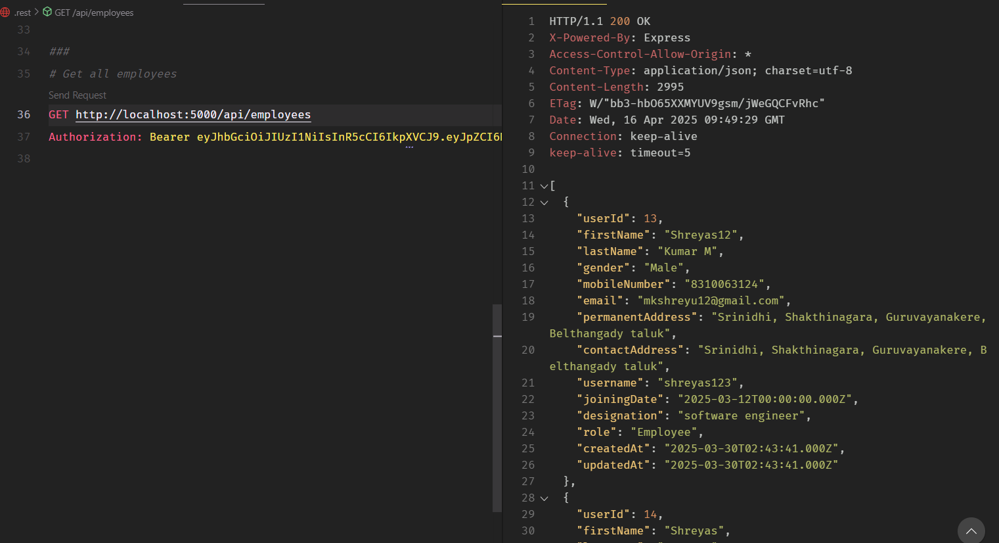 .rest > GET /api/employees
33
34 ###
35 # Get all employees
Send Request
36 GET http://localhost:5000/api/employees
37 Authorization: Bearer eyJhbGciOiJIUzI1NiIsInR5cCI6IkpXVCJ9.eyJpZCI6
38
1 HTTP/1.1 200 OK
2 X-Powered-By: Express
3 Access-Control-Allow-Origin: *
4 Content-Type: application/json; charset=utf-8
5 Content-Length: 2995
6 ETag: W/"bb3-hbO65XXMYUV9gsm/jWeGQCFvRhc"
7 Date: Wed, 16 Apr 2025 09:49:29 GMT
8 Connection: keep-alive
9 keep-alive: timeout=5
10
11 [
12 {
13 "userId": 13,
14 "firstName": "Shreyas12",
15 "lastName": "Kumar M",
16 "gender": "Male",
17 "mobileNumber": "8310063124",
18 "email": "mkshreyu12@gmail.com",
19 "permanentAddress": "Srinidhi, Shakthinagara, Guruvayanakere,
Belthangady taluk",
20 "contactAddress": "Srinidhi, Shakthinagara, Guruvayanakere, B
elthangady taluk",
21 "username": "shreyas123",
22 "joiningDate": "2025-03-12T00:00:00.000Z",
23 "designation": "software engineer",
24 "role": "Employee",
25 "createdAt": "2025-03-30T02:43:41.000Z",
26 "updatedAt": "2025-03-30T02:43:41.000Z"
27 },
28 {
29 "userId": 14,
30 "firstName": "Shreyas",